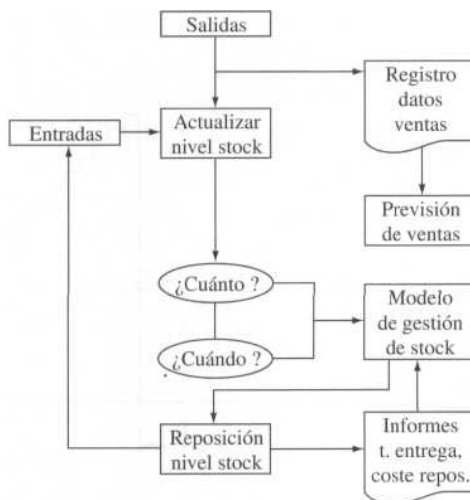 Salidas
Registro
datos
ventas
Entradas
Actualizar
nivel stock
Previsión
de ventas
¿Cuánto ?
¿Cuándo ?
Modelo
de gestión
de stock
Reposición
nivel stock
Informes
t. entrega,
coste repos.